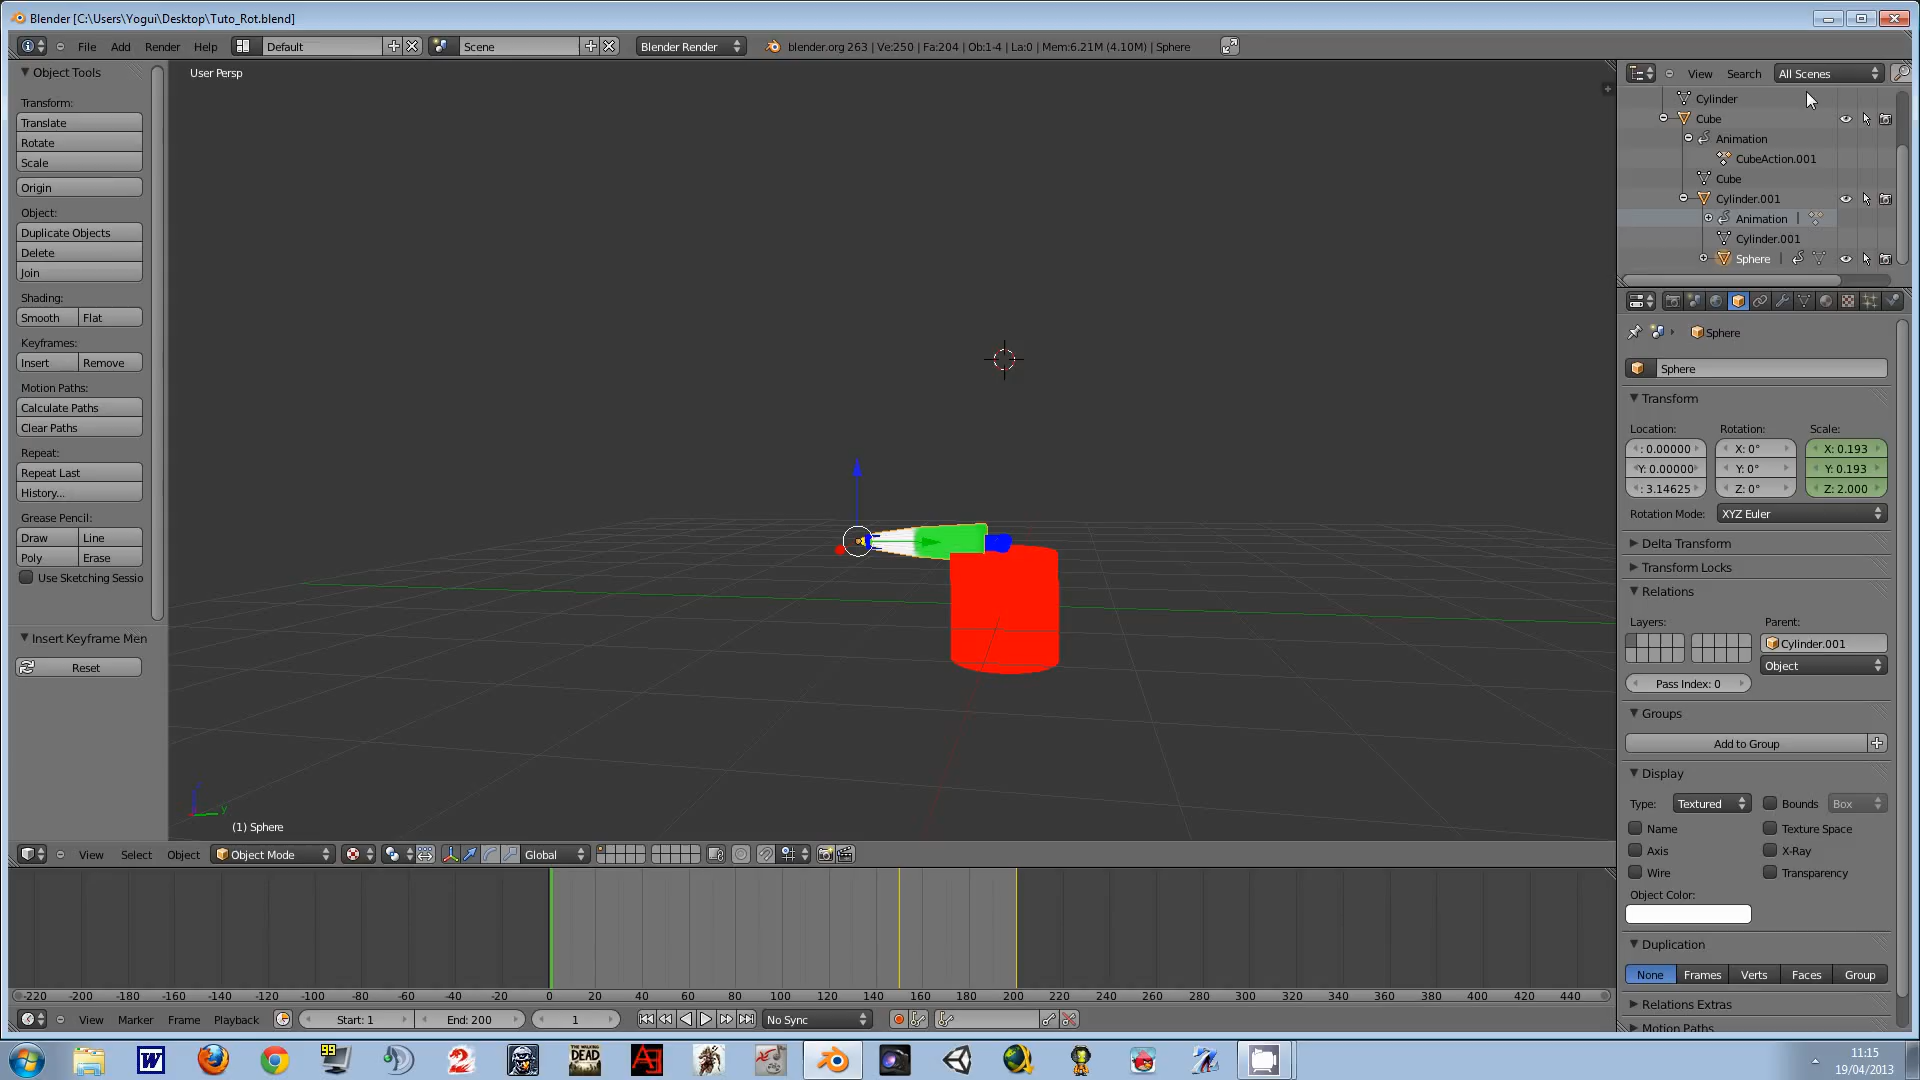 Blender [C:\Users\Yogui\Desktop\Tuto_Rot.blend]
File Add Render Help Default Scene Blender Render blender.org 263 | Ve:250 | Fa:204 | Ob:1-4 | La:0 | Mem:6.21M (4.10M) | Sphere
Object Tools
Transform:
Translate
Rotate
Scale
Origin
Object:
Duplicate Objects
Delete
Join
Shading:
Smooth Flat
Keyframes:
Insert Remove
Motion Paths:
Calculate Paths
Clear Paths
Repeat:
Repeat Last
History...
Grease Pencil:
Draw Line
Poly Erase
Use Sketching Sessio
Insert Keyframe Men
Reset
User Persp
(1) Sphere
View Search All Scenes
Cylinder
Cube
Animation
CubeAction.001
Cube
Cylinder.001
Animation
Cylinder.001
Sphere
Sphere
Sphere
Transform
Location: Rotation: Scale:
: 0.00000 X: 0° X: 0.193
Y: 0.00000 Y: 0° Y: 0.193
: 3.14625 Z: 0° Z: 2.000
Rotation Mode: XYZ Euler
Delta Transform
Transform Locks
Relations
Layers: Parent:
Cylinder.001
Object
Pass Index: 0
Groups
Add to Group
Display
Type: Textured Bounds Box
Name Texture Space
Axis X-Ray
Wire Transparency
Object Color:
Duplication
None Frames Verts Faces Group
Relations Extras
Motion Paths
View Select Object Object Mode Global
-220 -200 -180 -160 -140 -120 -100 -80 -60 -40 -20 0 20 40 60 80 100 120 140 160 180 200 220 240 260 280 300 320 340 360 380 400 420 440
View Marker Frame Playback Start: 1 End: 200 1 No Sync
99
W
2
THE WALKING DEAD
11:15
19/04/2013